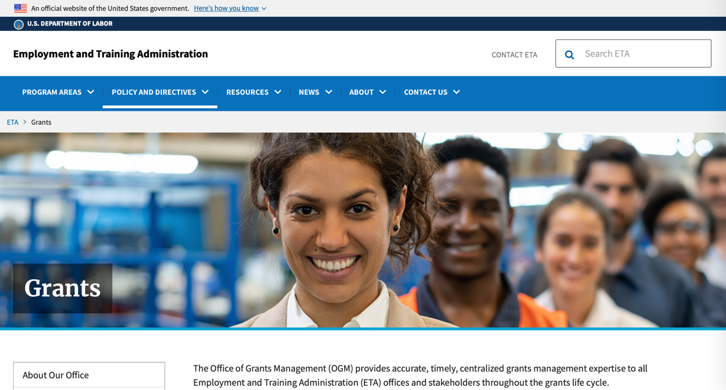 An official website of the United States government. Here's how you know
U.S. DEPARTMENT OF LABOR
Employment and Training Administration
CONTACT ETA
Search ETA
PROGRAM AREAS
POLICY AND DIRECTIVES
RESOURCES
NEWS
ABOUT
CONTACT US
ETA > Grants
Grants
About Our Office
The Office of Grants Management (OGM) provides accurate, timely, centralized grants management expertise to all
Employment and Training Administration (ETA) offices and stakeholders throughout the grants life cycle.